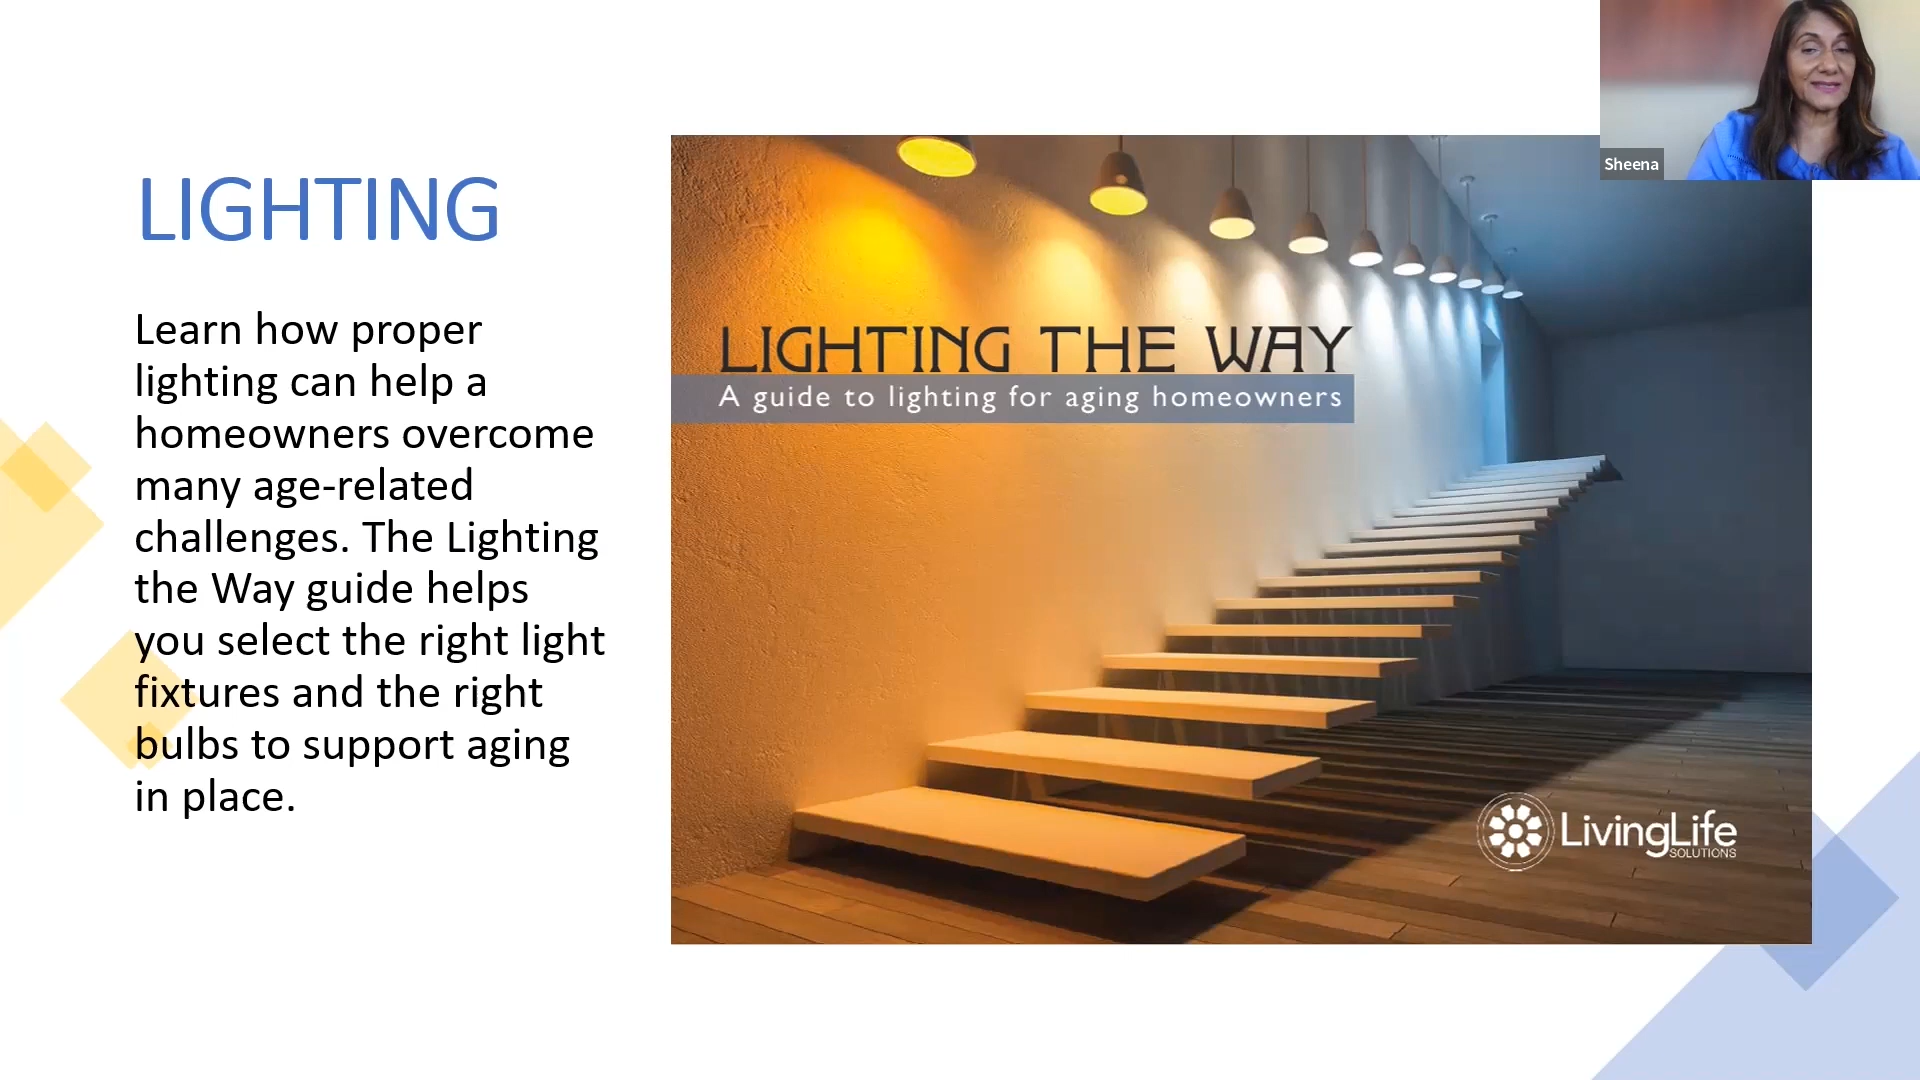 LIGHTING
Learn how proper
lighting can help a
homeowners overcome
many age-related
challenges. The Lighting
the Way guide helps
you select the right light
fixtures and the right
bulbs to support aging
in place.
LIGHTING THE WAY
A guide to lighting for aging homeowners
LivingLife
SOLUTIONS
Sheena